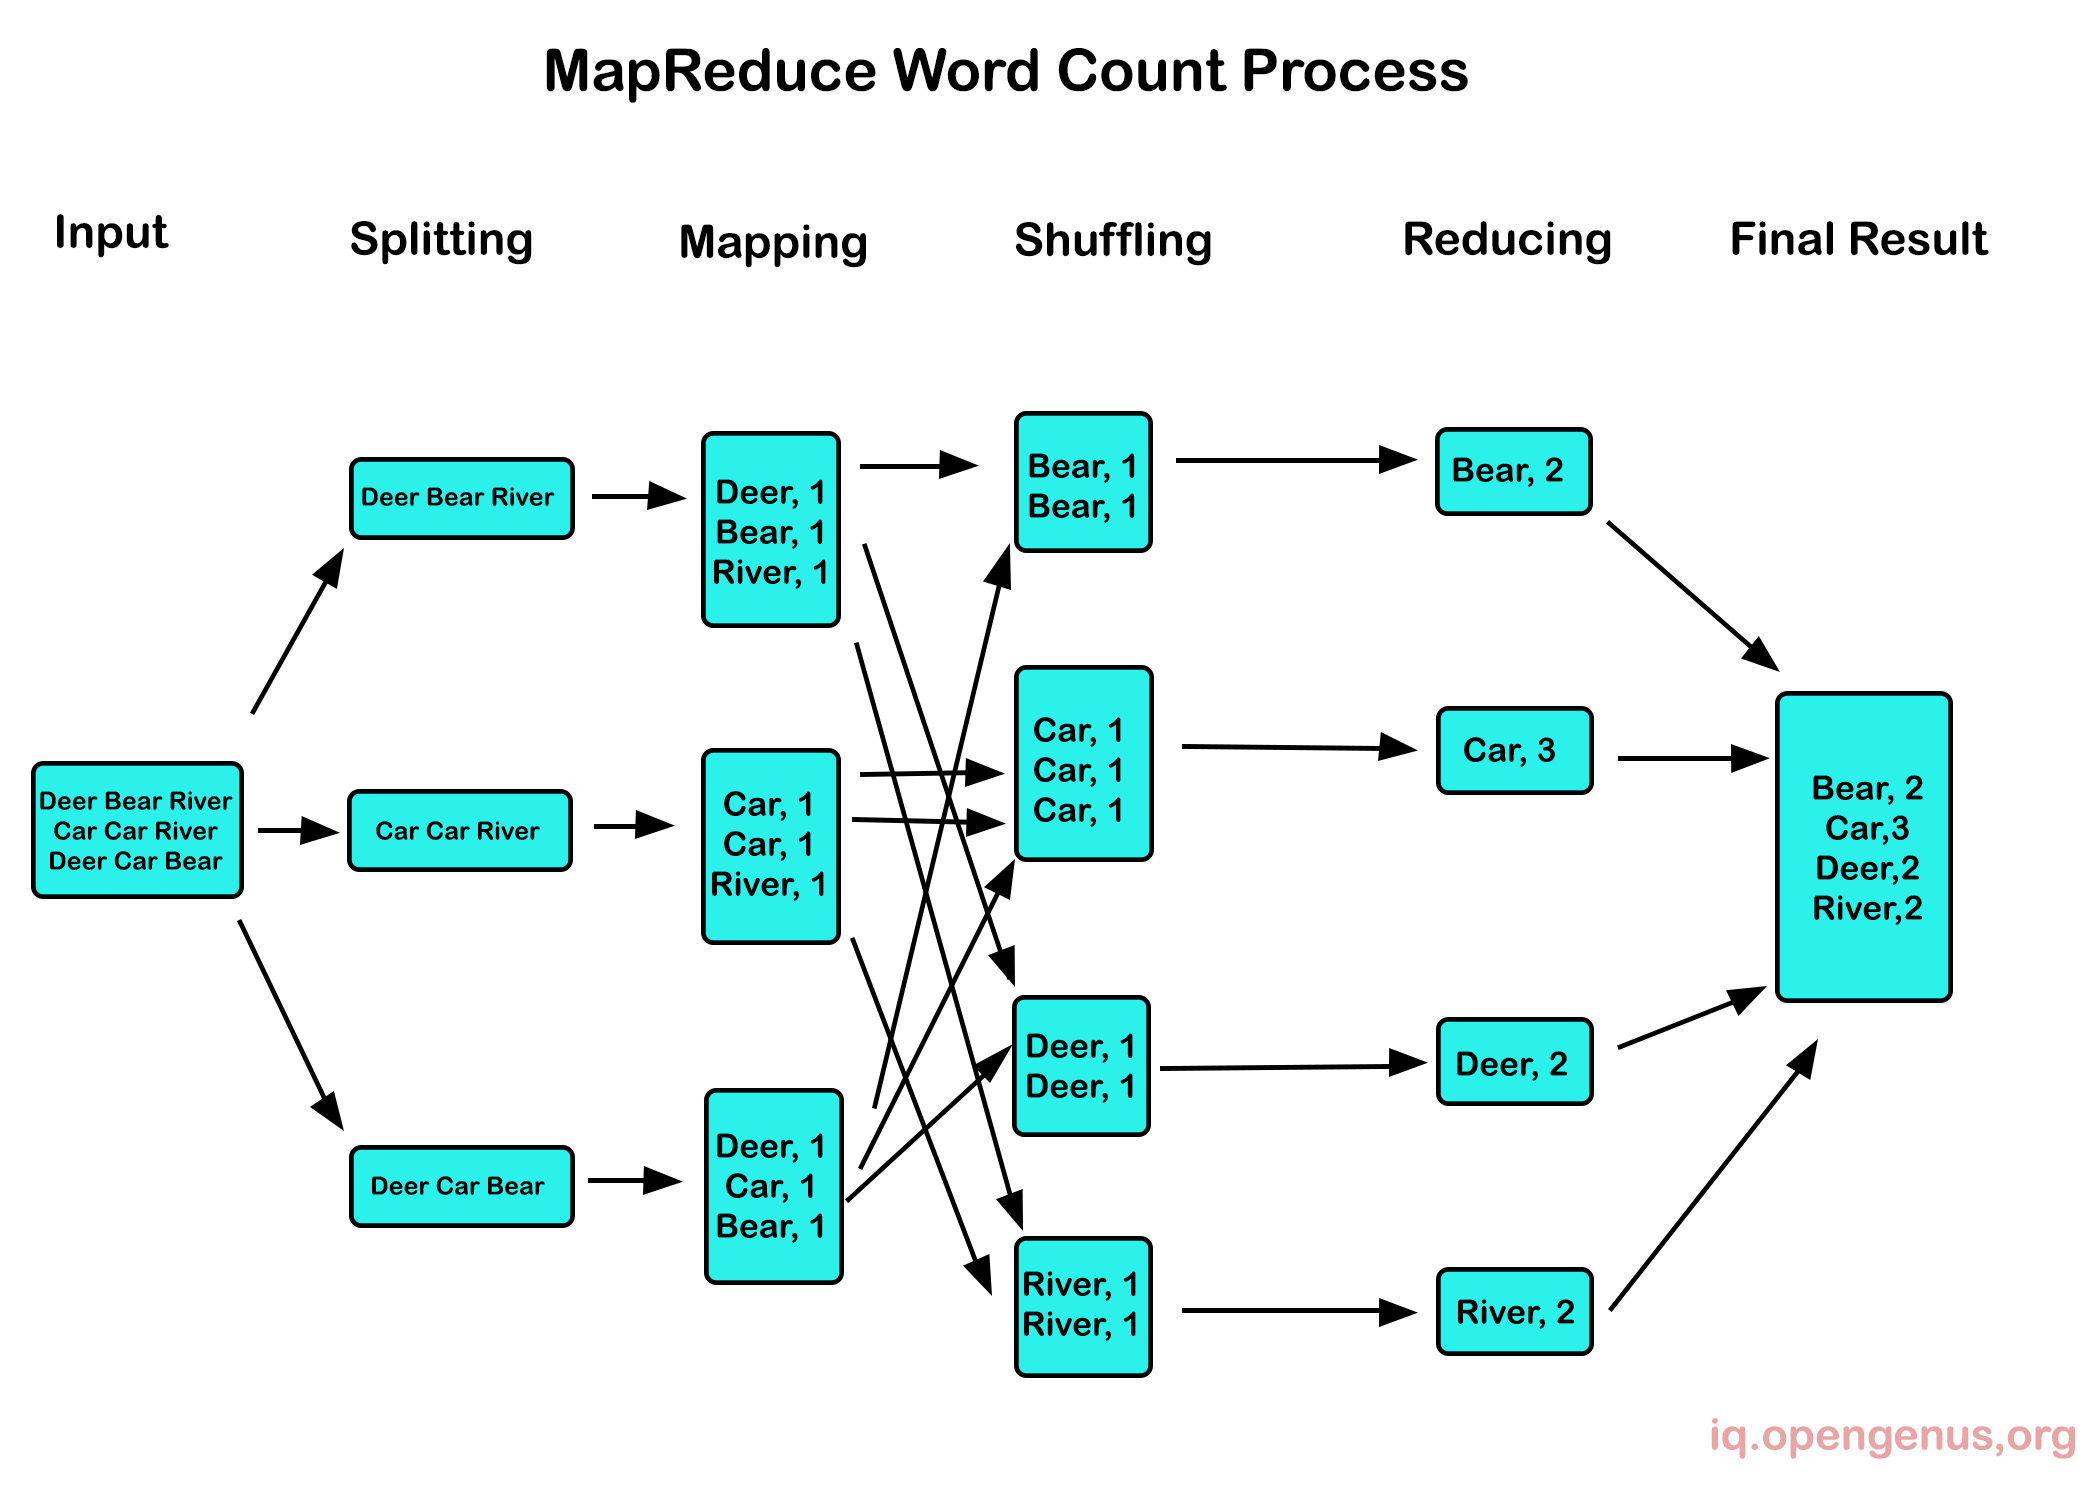 MapReduce Word Count Process
Input
Splitting
Mapping
Shuffling
Reducing
Final Result
Deer Bear River
Car Car River
Deer Car Bear
Deer Bear River
Car Car River
Deer Car Bear
Deer, 1
Bear, 1
River, 1
Car, 1
Car, 1
River, 1
Deer, 1
Car, 1
Bear, 1
Bear, 1
Bear, 1
Car, 1
Car, 1
Car, 1
Deer, 1
Deer, 1
River, 1
River, 1
Bear, 2
Car, 3
Deer, 2
River, 2
Bear, 2
Car,3
Deer,2
River,2
iq.opengenus,org